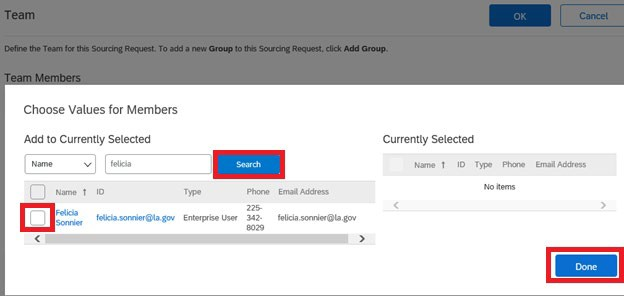 Team
OK
Cancel
Define the Team for this Sourcing Request. To add a new Group to this Sourcing Request, click Add Group.
Team Members
Choose Values for Members
Add to Currently Selected
Name felicia Search
Name ↑ ID Type Phone Email Address
Felicia Sonnier felicia.sonnier@la.gov Enterprise User 225-342-8029 felicia.sonnier@la.gov
Currently Selected
Name ↑ ID Type Phone Email Address
No items
Done